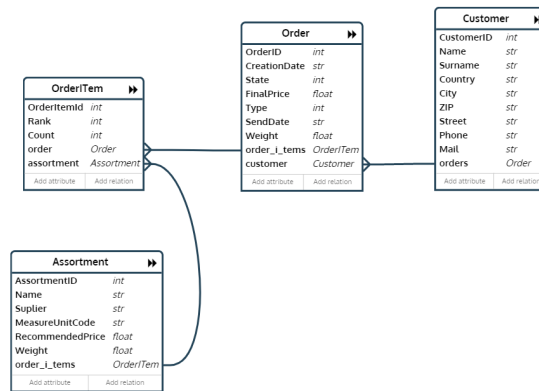 OrderITem
OrderItemId int
Rank int
Count int
order Order
assortment Assortment
Add attribute Add relation
Order
OrderID int
CreationDate str
State int
FinalPrice float
Type int
SendDate str
Weight float
order_i_tems OrderITem
customer Customer
Add attribute Add relation
Customer
CustomerID int
Name str
Surname str
Country str
City str
ZIP str
Street str
Phone str
Mail str
orders Order
Add attribute Add relation
Assortment
AssortmentID int
Name str
Suplier str
MeasureUnitCode str
RecommendedPrice float
Weight float
order_i_tems OrderITem
Add attribute Add relation